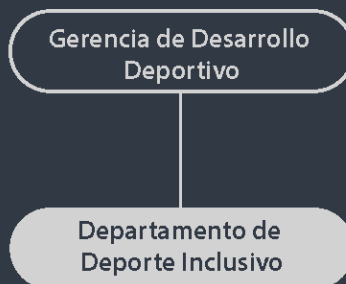 Gerencia de Desarrollo
Deportivo
Departamento de
Deporte Inclusivo